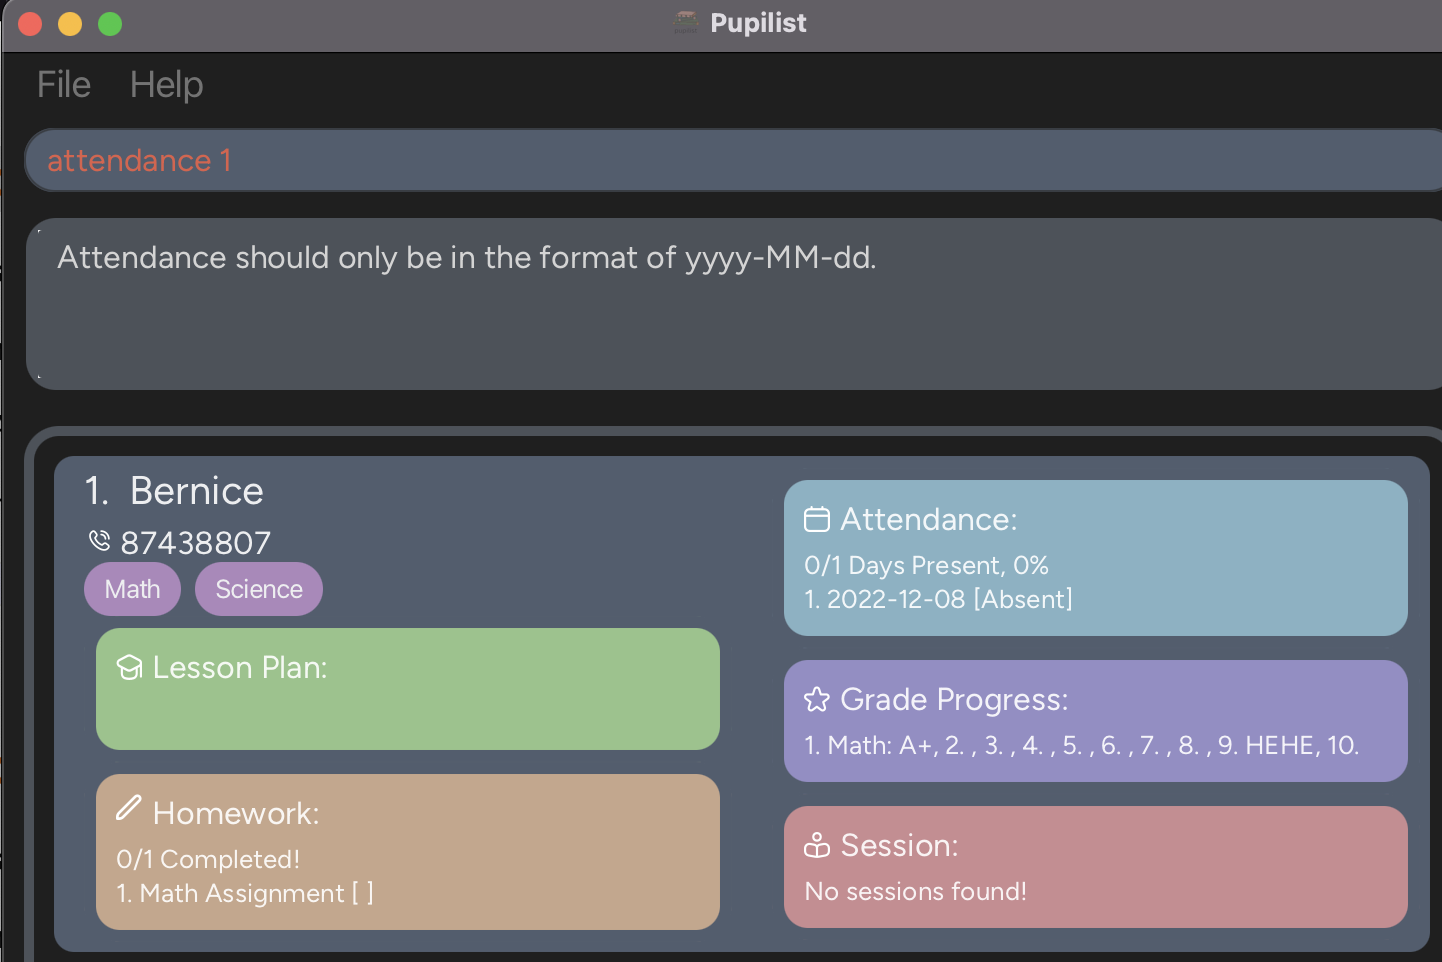 Pupilist
File Help
attendance 1
Attendance should only be in the format of yyyy-MM-dd.
1. Bernice
87438807
Math Science
Lesson Plan:
Homework:
0/1 Completed!
1. Math Assignment [ ]
Attendance:
0/1 Days Present, 0%
1. 2022-12-08 [Absent]
Grade Progress:
1. Math: A+, 2. , 3. , 4. , 5. , 6. , 7. , 8. , 9. HEHE, 10.
Session:
No sessions found!